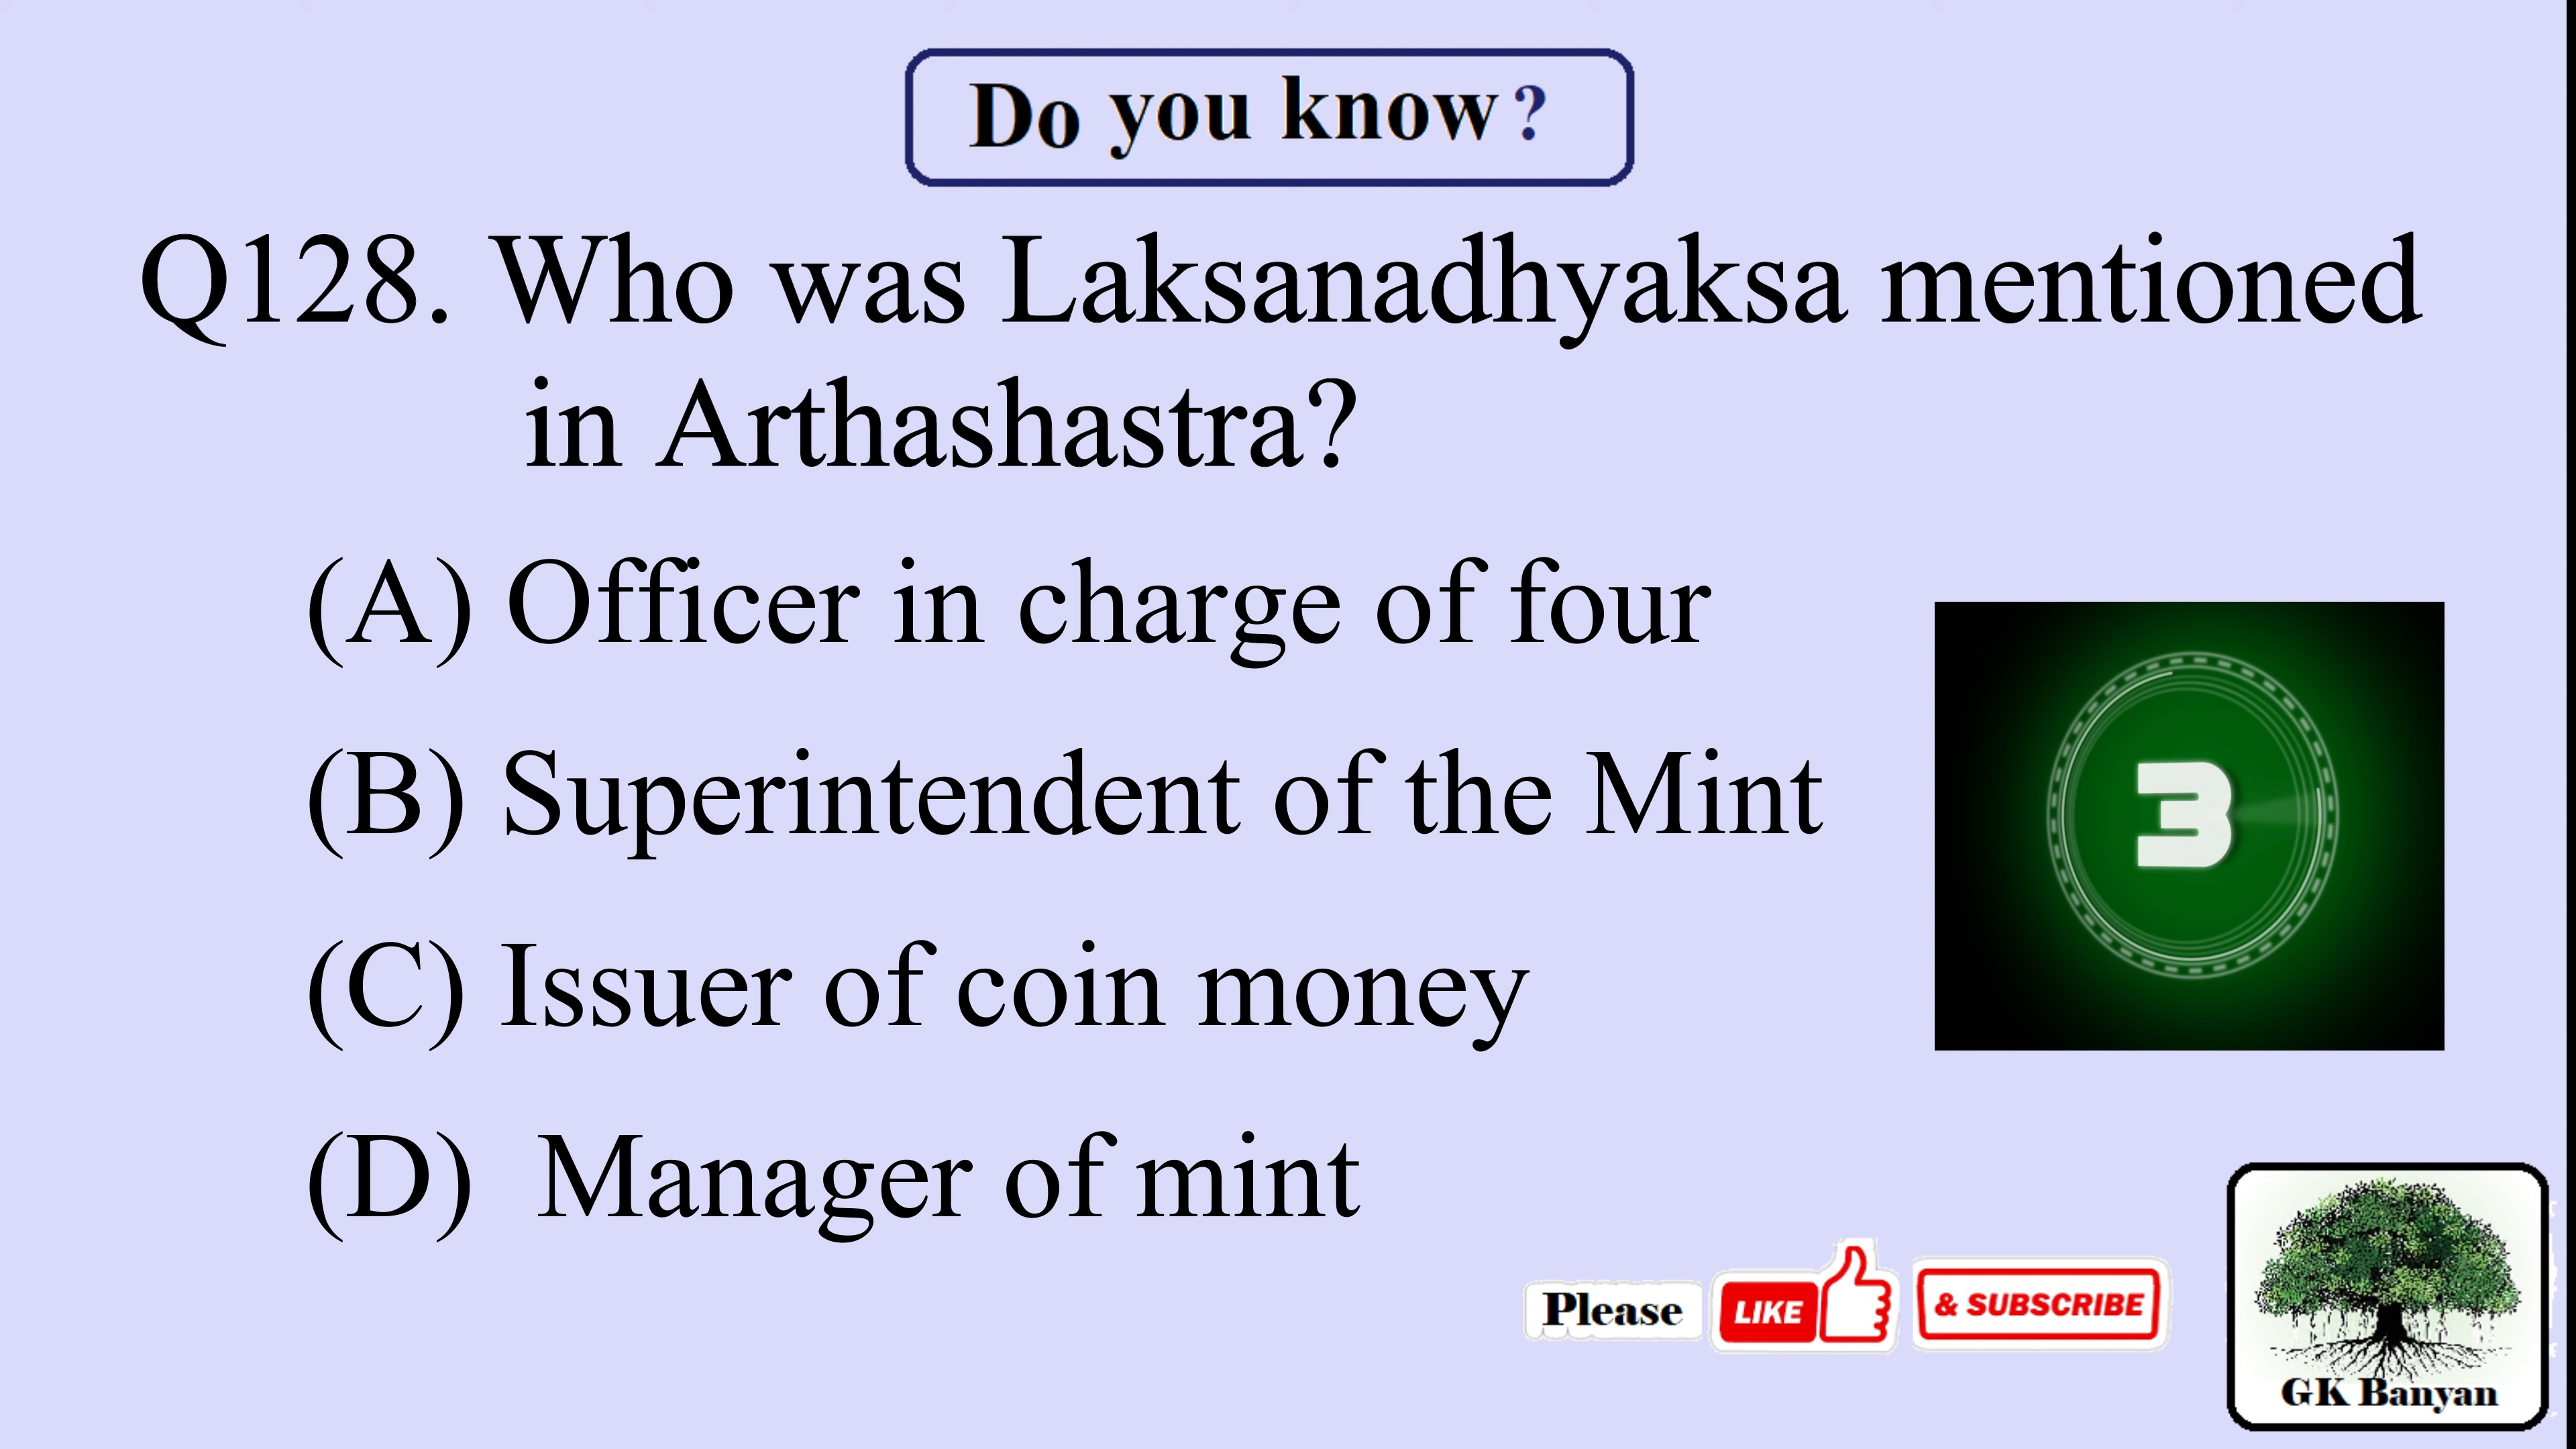 Do you know?
Q128. Who was Laksanadhyaksa mentioned
in Arthashastra?
(A) Officer in charge of four
(B) Superintendent of the Mint
3
(C) Issuer of coin money
(D) Manager of mint
Please LIKE & SUBSCRIBE
GK Banyan